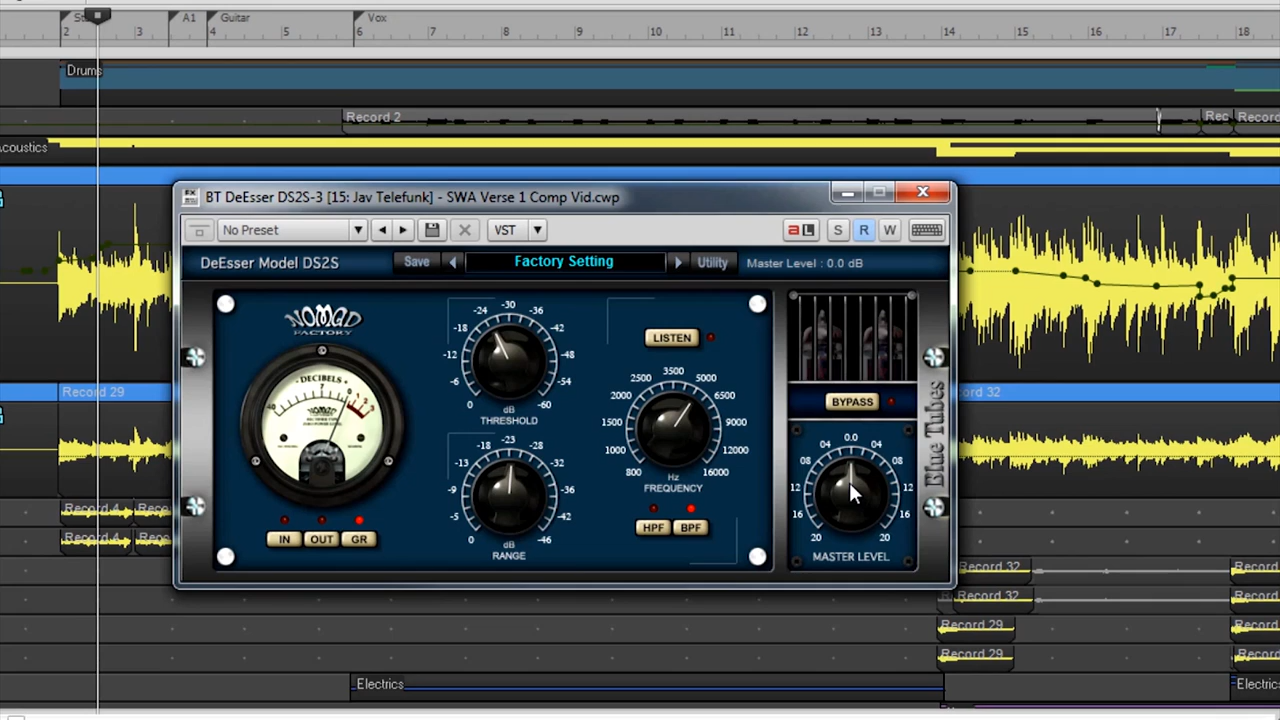 A1 Guitar Vox
2 3 4 5 6 7 8 9 10 11 12 13 14 15 16 17 18
Drums
Record 2 Rec Record
BT DeEsser DS2S-3 [15: Jav Telefunk] - SWA Verse 1 Comp Vid.cwp
No Preset VST S R W
DeEsser Model DS2S Save Factory Setting Utility Master Level : 0.0 dB
NOMAD
FACTORY
DECIBELS
-30
-24 -36
-18 -42
-12 -48
-6 -54
0 dB -60
THRESHOLD
-23
-18 -28
-13 -32
-9 -36
-5 -42
0 dB -46
RANGE
IN OUT GR
LISTEN
3500
2500 5000
2000 6500
1500 9000
1000 12000
800 Hz 16000
FREQUENCY
HPF BPF
BYPASS
0.0
04 04
08 08
12 12
16 16
20 20
MASTER LEVEL
Blue Tubes
Record 29
Record 4
Record 4
Record 32 Record
Record 32 Record
Record 29 Record
Record 29 Record
Electrics